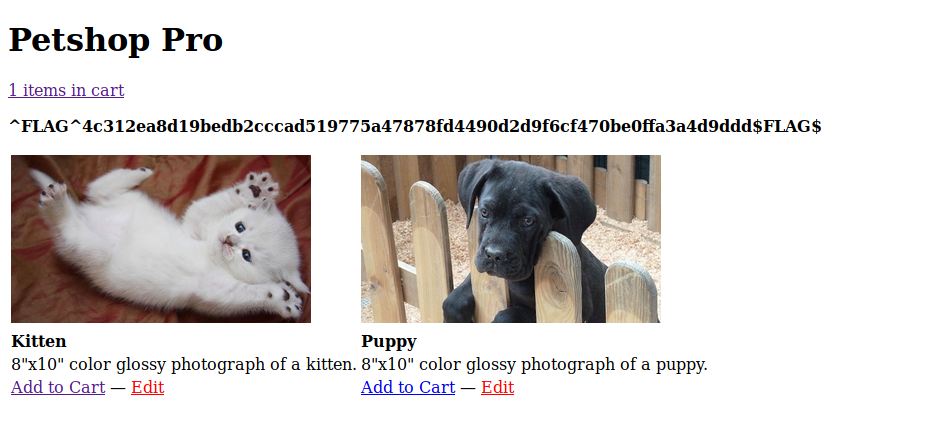 Petshop Pro
1 items in cart
^FLAG^4c312ea8d19bedb2cccad519775a47878fd4490d2d9f6cf470be0ffa3a4d9ddd$FLAG$
Kitten
8"x10" color glossy photograph of a kitten.
Add to Cart — Edit
Puppy
8"x10" color glossy photograph of a puppy.
Add to Cart — Edit